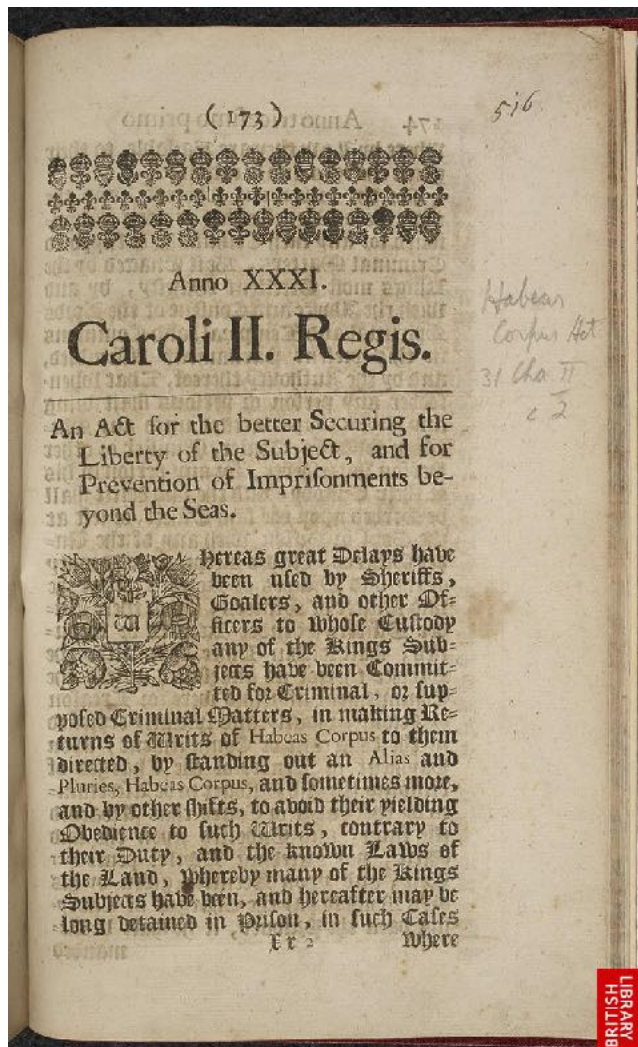 (173)
516
Anno XXXI.
Caroli II. Regis.
Habeas
Corpus Act
31 Cha II
c 2
An Act for the better Securing the
Liberty of the Subject, and for
Prevention of Imprisonments be-
yond the Seas.
WHereas great Delays have
been used by Sheriffs,
Goalers, and other Of-
ficers to whose Custody
any of the Kings Sub-
jects have been Commit-
ted for Criminal, or sup-
posed Criminal Matters, in making Re-
turns of Writs of Habeas Corpus to them
directed, by standing out an Alias and
Pluries, Habeas Corpus, and sometimes more,
and by other shifts, to avoid their yielding
Obedience to such Writs, contrary to
their Duty, and the known Laws of
the Land, whereby many of the Kings
Subjects have been, and hereafter may be
long detained in Prison, in such Cases
Xx 2 where
BRITISH
LIBRARY